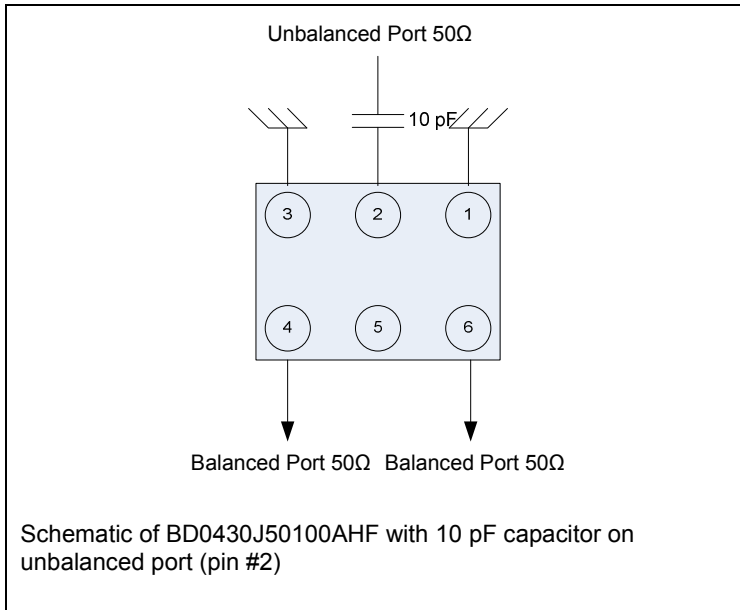 Unbalanced Port 50Ω
10 pF
3 2 1
4 5 6
Balanced Port 50Ω Balanced Port 50Ω
Schematic of BD0430J50100AHF with 10 pF capacitor on
unbalanced port (pin #2)